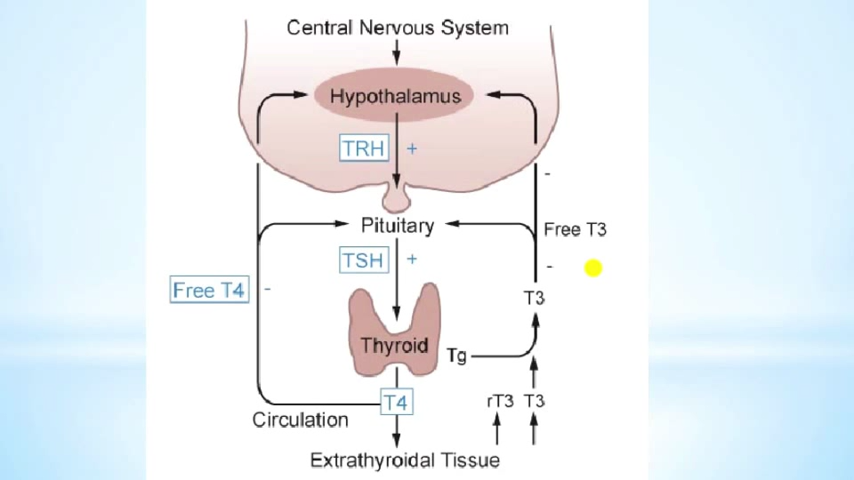 Central Nervous System
Hypothalamus
TRH +
-
Pituitary
Free T3
TSH +
-
Free T4 -
T3
Thyroid
Tg
T4
rT3 T3
Circulation
Extrathyroidal Tissue